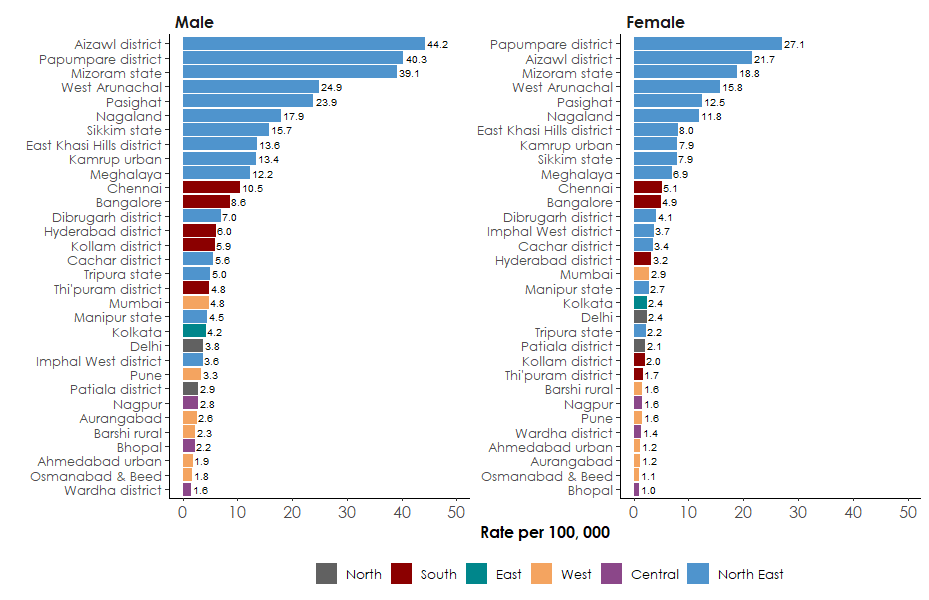 Male
Aizawl district 44.2
Papumpare district 40.3
Mizoram state 39.1
West Arunachal 24.9
Pasighat 23.9
Nagaland 17.9
Sikkim state 15.7
East Khasi Hills district 13.6
Kamrup urban 13.4
Meghalaya 12.2
Chennai 10.5
Bangalore 8.6
Dibrugarh district 7.0
Hyderabad district 6.0
Kollam district 5.9
Cachar district 5.6
Tripura state 5.0
Thi'puram district 4.8
Mumbai 4.8
Manipur state 4.5
Kolkata 4.2
Delhi 3.8
Imphal West district 3.6
Pune 3.3
Patiala district 2.9
Nagpur 2.8
Aurangabad 2.6
Barshi rural 2.3
Bhopal 2.2
Ahmedabad urban 1.9
Osmanabad & Beed 1.8
Wardha district 1.6
0 10 20 30 40 50
Female
Papumpare district 27.1
Aizawl district 21.7
Mizoram state 18.8
West Arunachal 15.8
Pasighat 12.5
Nagaland 11.8
East Khasi Hills district 8.0
Kamrup urban 7.9
Sikkim state 7.9
Meghalaya 6.9
Chennai 5.1
Bangalore 4.9
Dibrugarh district 4.1
Imphal West district 3.7
Cachar district 3.4
Hyderabad district 3.2
Mumbai 2.9
Manipur state 2.7
Kolkata 2.4
Delhi 2.4
Tripura state 2.2
Patiala district 2.1
Kollam district 2.0
Thi'puram district 1.7
Barshi rural 1.6
Nagpur 1.6
Pune 1.6
Wardha district 1.4
Ahmedabad urban 1.2
Aurangabad 1.2
Osmanabad & Beed 1.1
Bhopal 1.0
0 10 20 30 40 50
Rate per 100, 000
North South East West Central North East